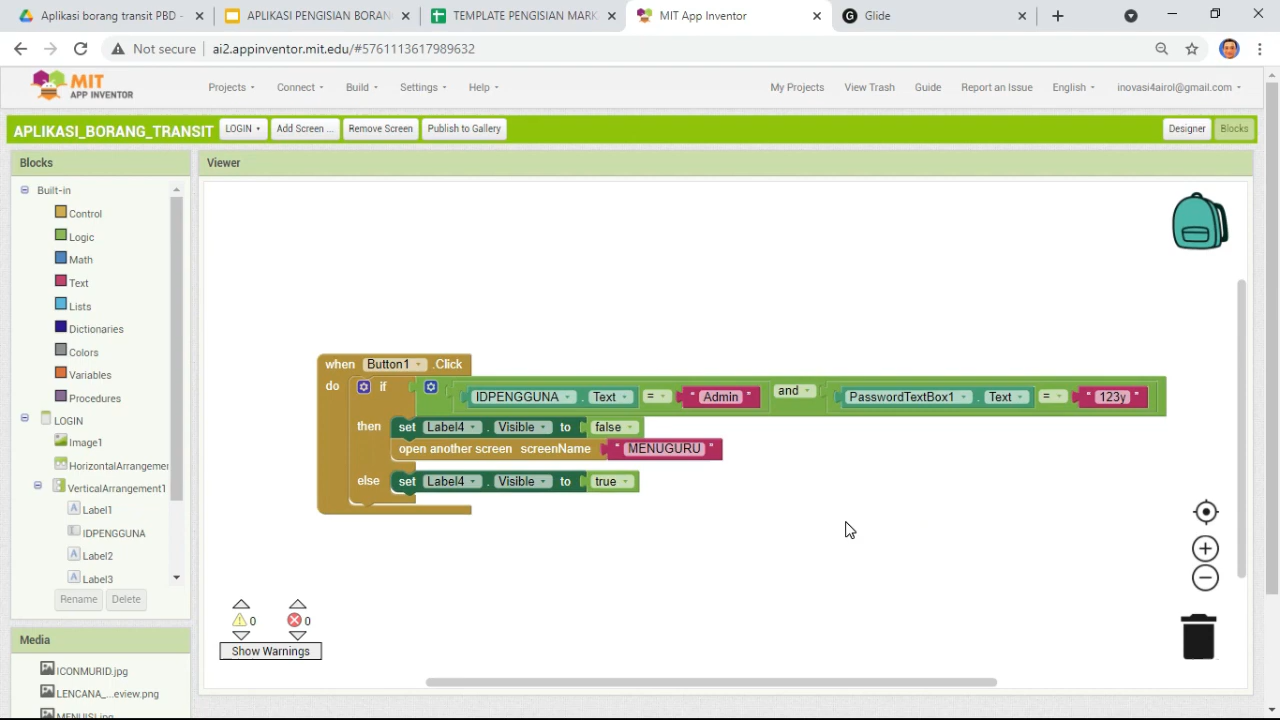 Aplikasi borang transit PBD -
APLIKASI PENGISIAN BORAN
TEMPLATE PENGISIAN MARK
MIT App Inventor
Glide
Not secure
ai2.appinventor.mit.edu/#5761113617989632
MIT
APP INVENTOR
Projects
Connect
Build
Settings
Help
My Projects
View Trash
Guide
Report an Issue
English
inovasi4airol@gmail.com
APLIKASI_BORANG_TRANSIT
LOGIN
Add Screen ...
Remove Screen
Publish to Gallery
Designer
Blocks
Blocks
Viewer
Built-in
Control
Logic
Math
Text
Lists
Dictionaries
Colors
Variables
Procedures
LOGIN
Image1
HorizontalArrangemer
VerticalArrangement1
Label1
IDPENGGUNA
Label2
Label3
Rename
Delete
Media
ICONMURID.jpg
LENCANA_...eview.png
MENUISI.jpg
when Button1 .Click
do if IDPENGGUNA . Text = " Admin " and PasswordTextBox1 . Text = " 123y "
then set Label4 . Visible to false
open another screen screenName " MENUGURU "
else set Label4 . Visible to true
0
0
Show Warnings